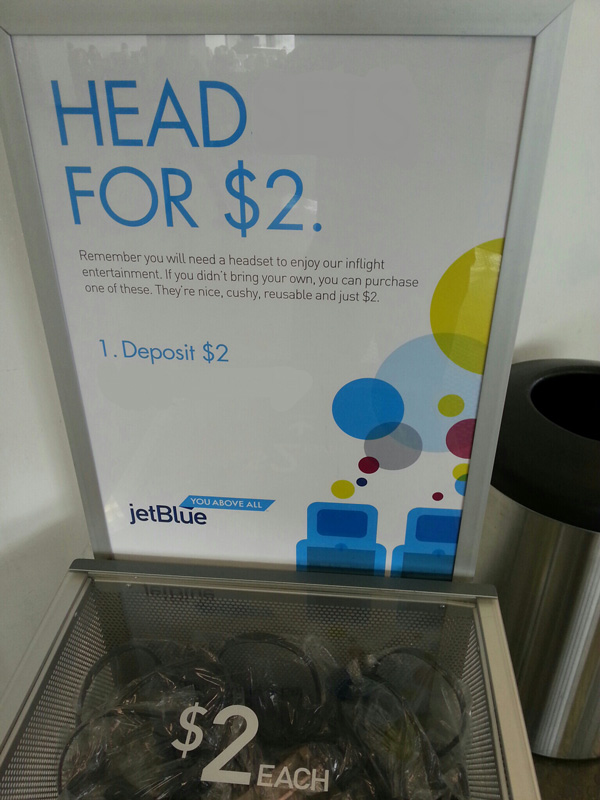 HEAD
FOR $2.
Remember you will need a headset to enjoy our inflight
entertainment. If you didn't bring your own, you can purchase
one of these. They're nice, cushy, reusable and just $2.
1. Deposit $2
YOU ABOVE ALL
jetBlue
jetBlue
$2 EACH